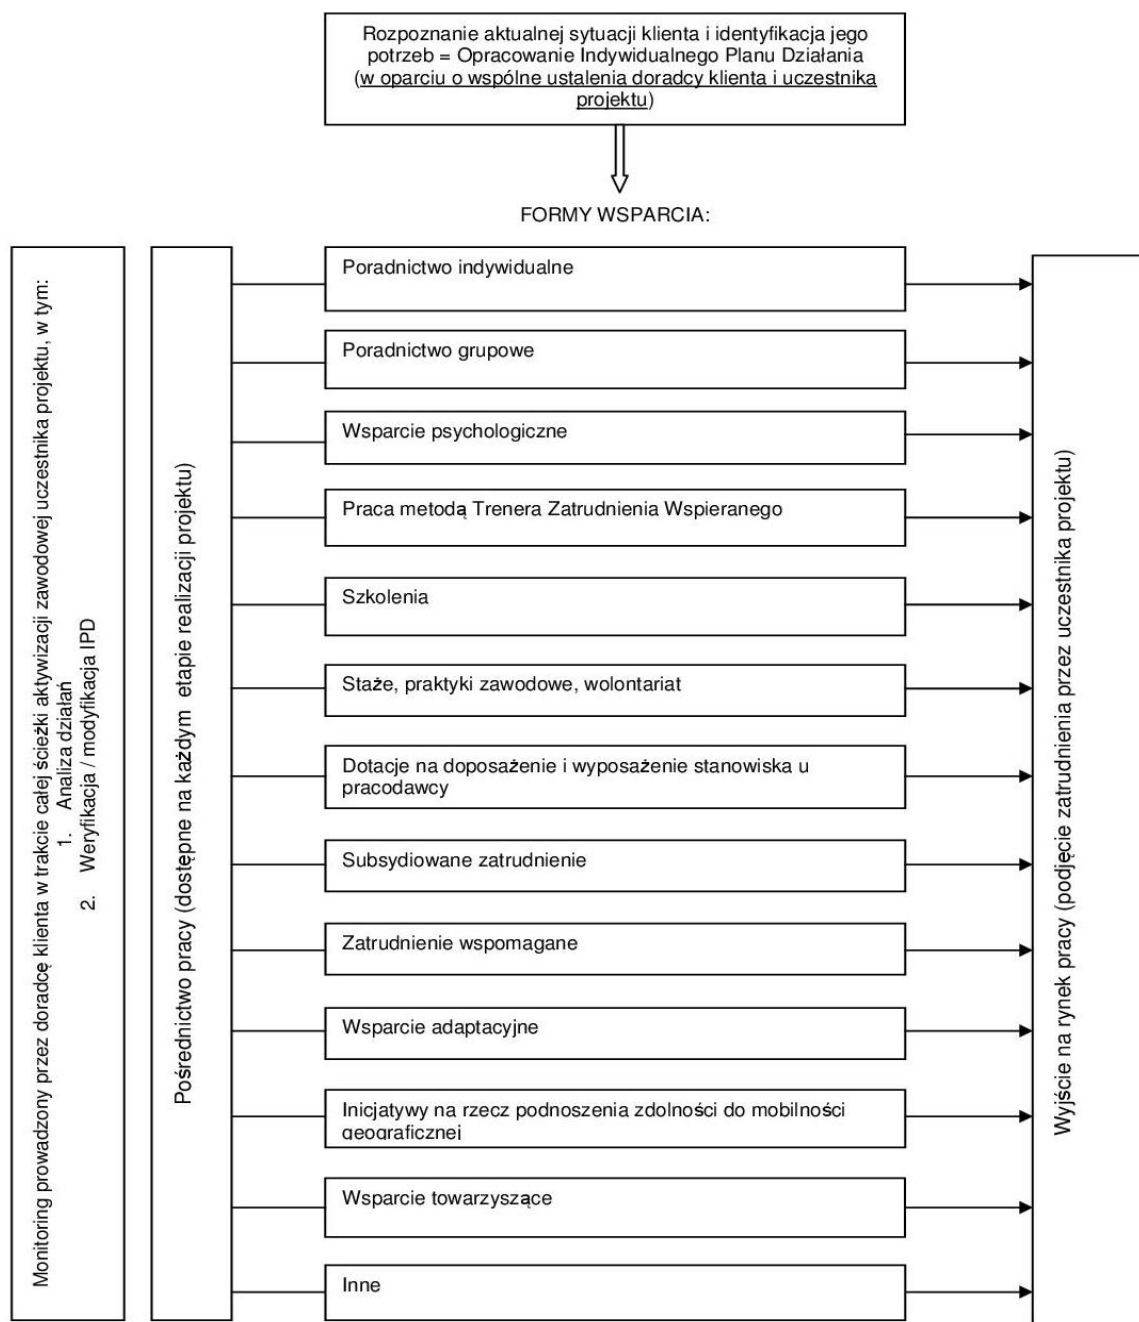 Rozpoznanie aktualnej sytuacji klienta i identyfikacja jego
potrzeb = Opracowanie Indywidualnego Planu Działania
(w oparciu o wspólne ustalenia doradcy klienta i uczestnika
projektu)
FORMY WSPARCIA:
Monitoring prowadzony przez doradcę klienta w trakcie całej ścieżki aktywizacji zawodowej uczestnika projektu, w tym:
1. Analiza działań
2. Weryfikacja / modyfikacja IPD
Pośrednictwo pracy (dostępne na każdym etapie realizacji projektu)
Poradnictwo indywidualne
Poradnictwo grupowe
Wsparcie psychologiczne
Praca metodą Trenera Zatrudnienia Wspieranego
Szkolenia
Staże, praktyki zawodowe, wolontariat
Dotacje na doposażenie i wyposażenie stanowiska u
pracodawcy
Subsydiowane zatrudnienie
Zatrudnienie wspomagane
Wsparcie adaptacyjne
Inicjatywy na rzecz podnoszenia zdolności do mobilności
geograficznej
Wsparcie towarzyszące
Inne
Wyjście na rynek pracy (podjęcie zatrudnienia przez uczestnika projektu)